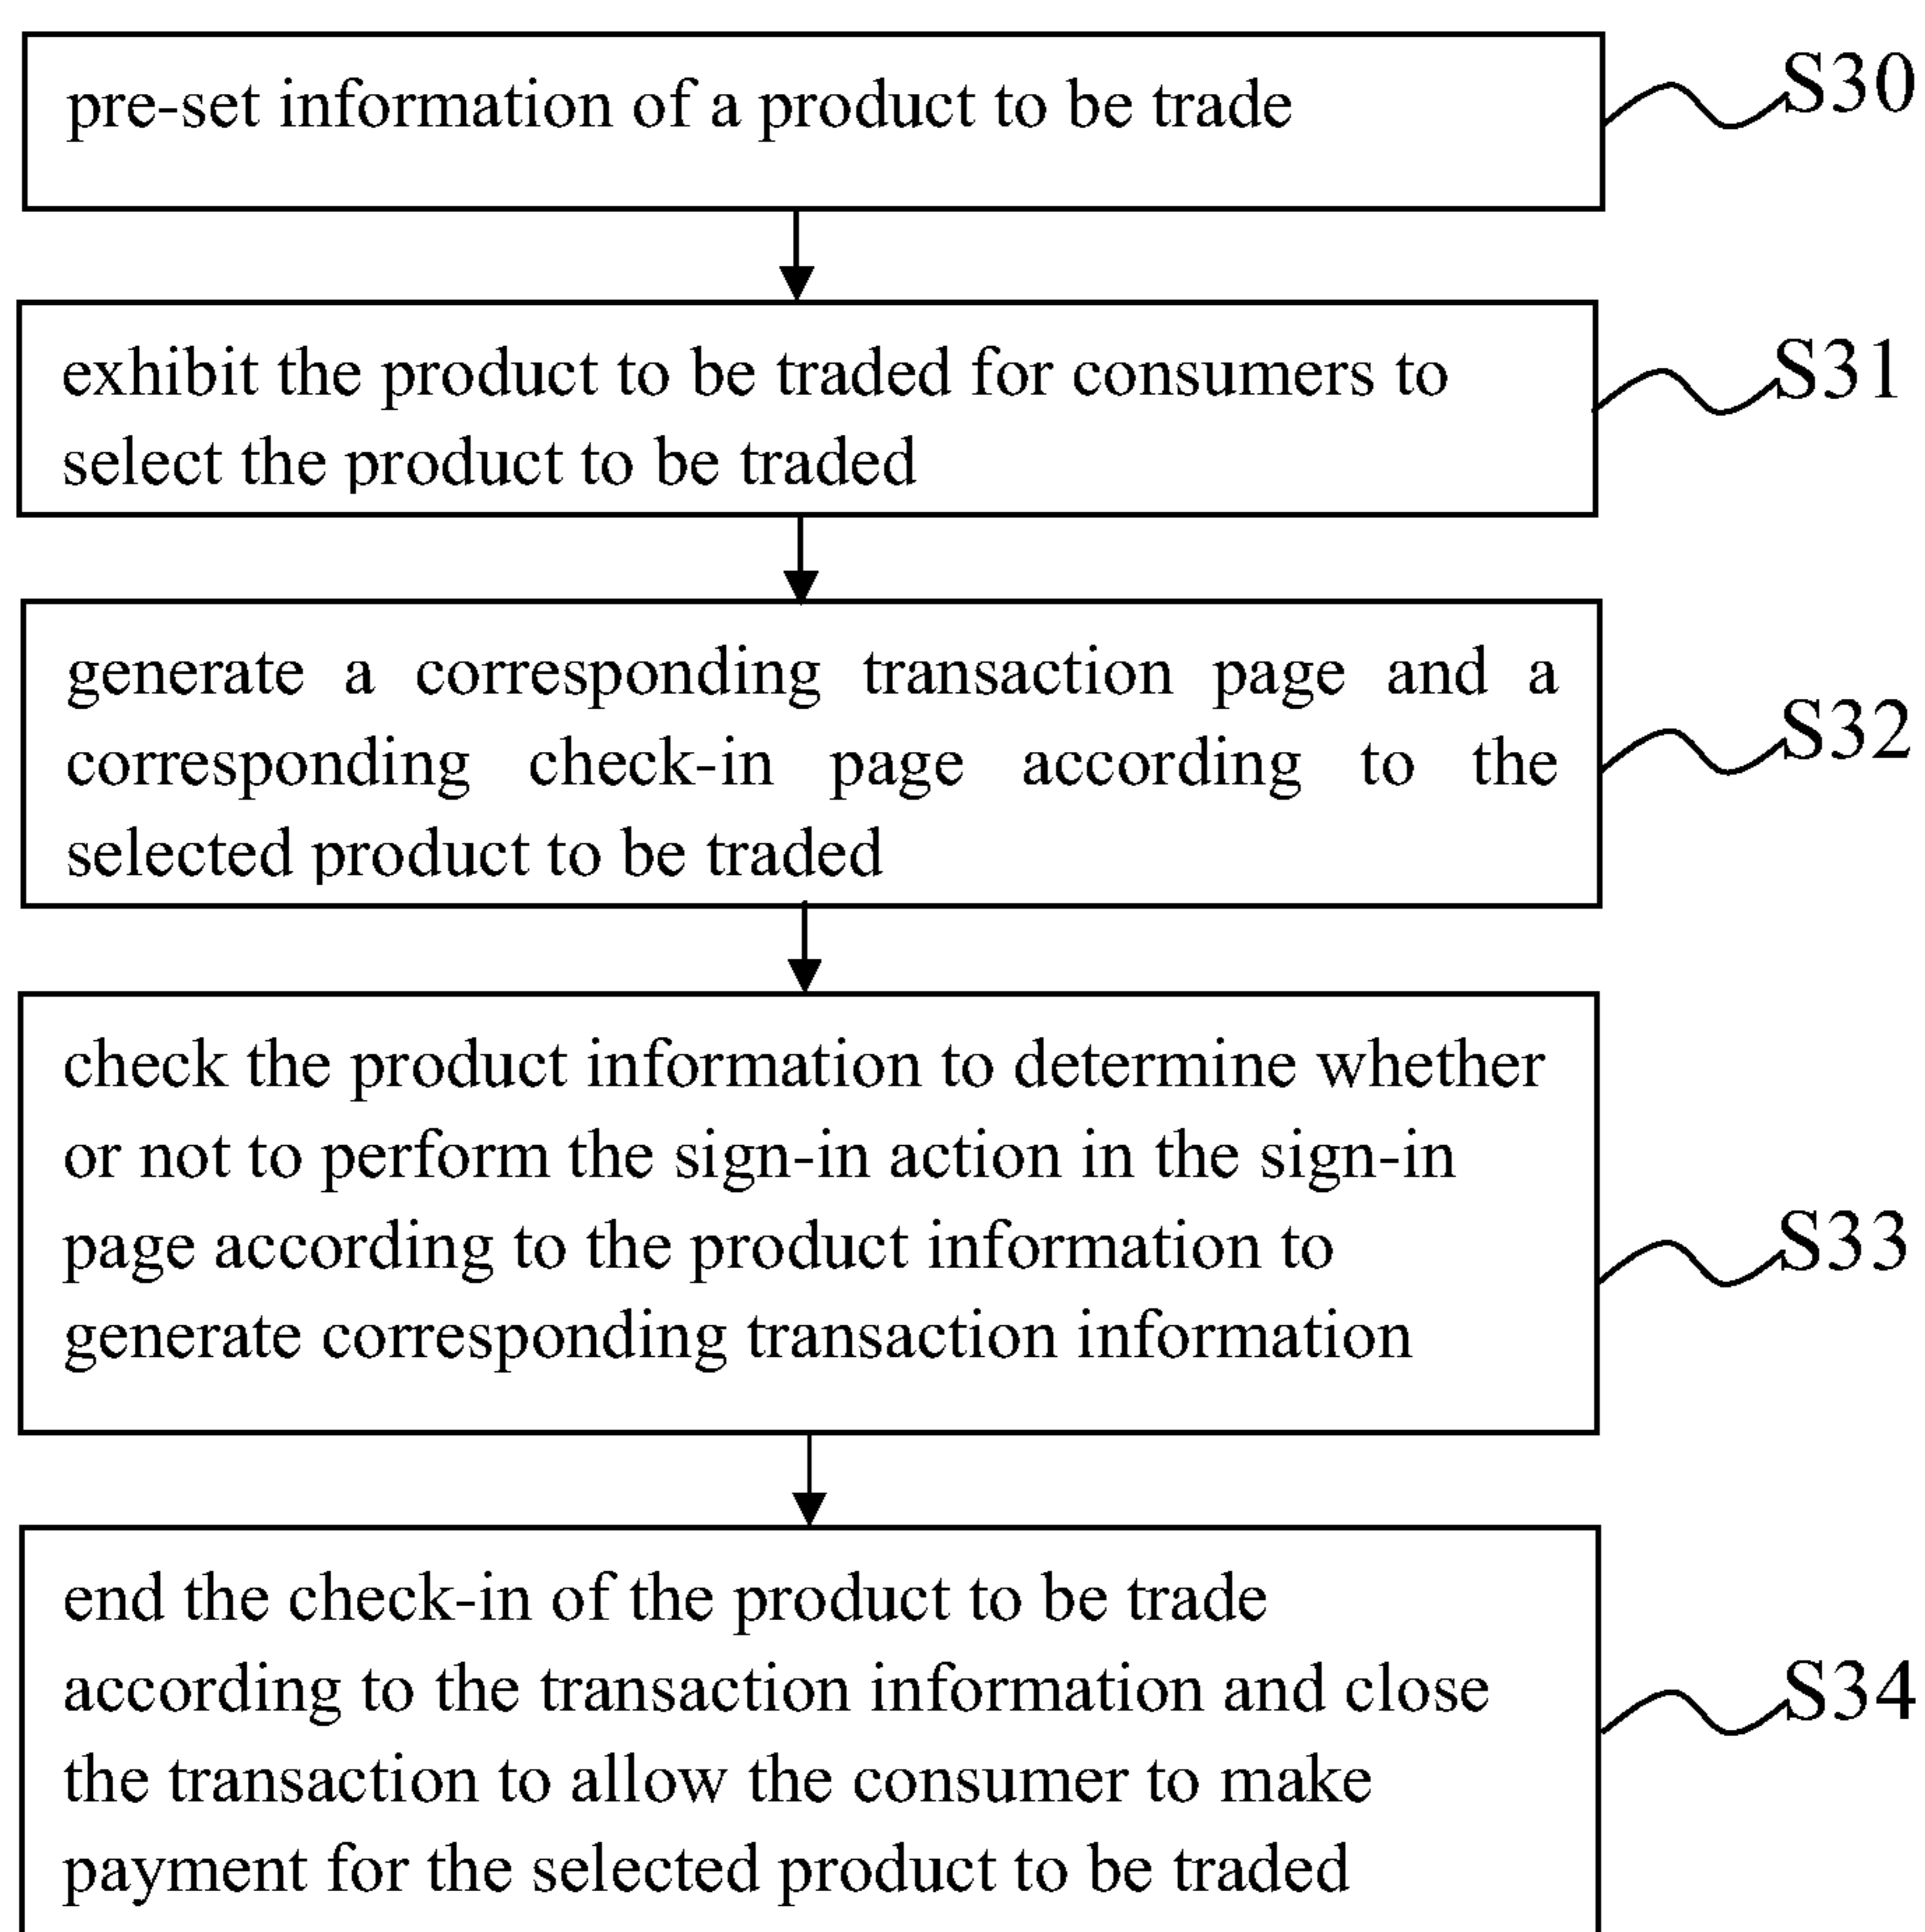 pre-set information of a product to be trade
S30
exhibit the product to be traded for consumers to
select the product to be traded
S31
generate a corresponding transaction page and a
corresponding check-in page according to the
selected product to be traded
S32
check the product information to determine whether
or not to perform the sign-in action in the sign-in
page according to the product information to
generate corresponding transaction information
S33
end the check-in of the product to be trade
according to the transaction information and close
the transaction to allow the consumer to make
payment for the selected product to be traded
S34